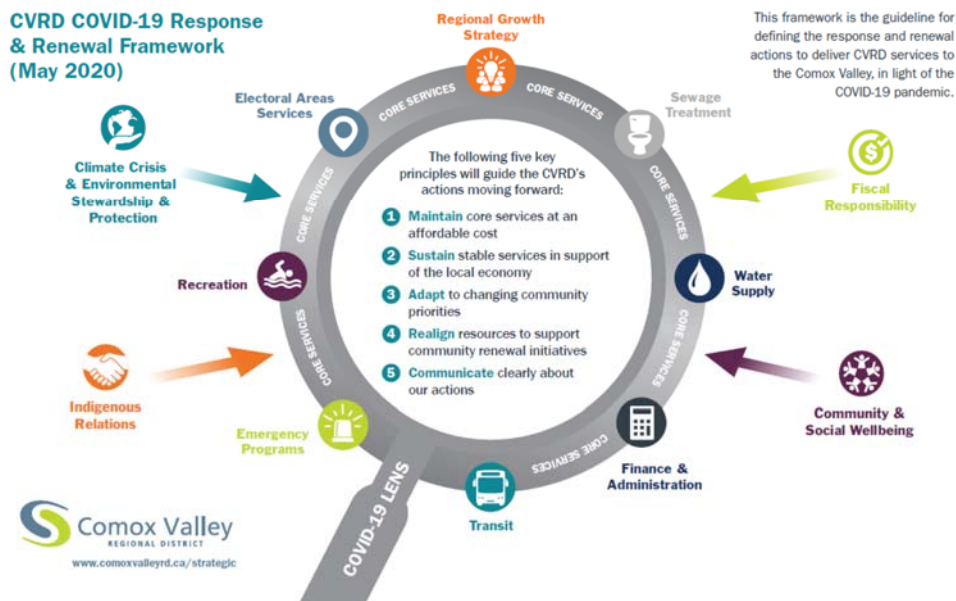 CVRD COVID-19 Response
& Renewal Framework
(May 2020)
This framework is the guideline for
defining the response and renewal
actions to deliver CVRD services to
the Comox Valley, in light of the
COVID-19 pandemic.
Regional Growth
Strategy
Electoral Areas
Services
Sewage
Treatment
CORE SERVICES
CORE SERVICES
Climate Crisis
& Environmental
Stewardship &
Protection
Fiscal
Responsibility
CORE SERVICES
CORE SERVICES
The following five key
principles will guide the CVRD's
actions moving forward:
1 Maintain core services at an
affordable cost
2 Sustain stable services in support
of the local economy
3 Adapt to changing community
priorities
4 Realign resources to support
community renewal initiatives
5 Communicate clearly about
our actions
Recreation
Water
Supply
CORE SERVICES
CORE SERVICES
Indigenous
Relations
Community &
Social Wellbeing
Emergency
Programs
CORE SERVICES
Finance &
Administration
Transit
COVID-19 LENS
Comox Valley
REGIONAL DISTRICT
www.comoxvalleyrd.ca/strategic